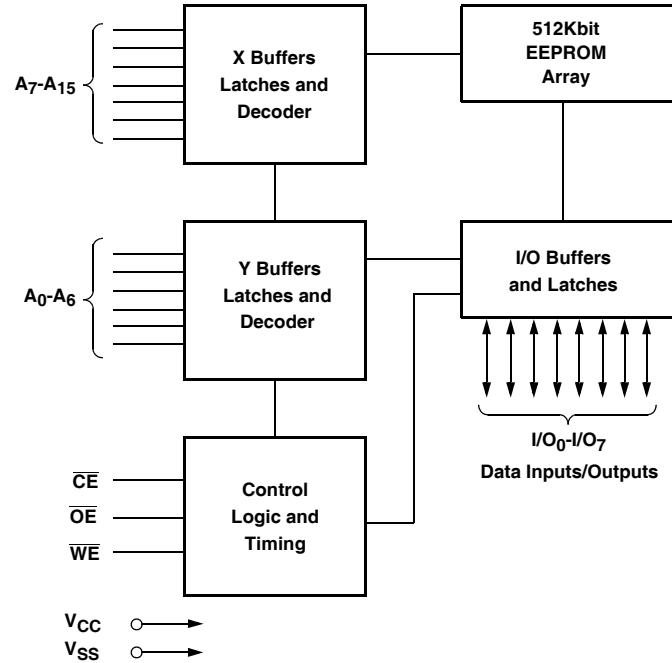 A7-A15
X Buffers
Latches and
Decoder
512Kbit
EEPROM
Array
A0-A6
Y Buffers
Latches and
Decoder
I/O Buffers
and Latches
I/O0-I/O7
Data Inputs/Outputs
CE
OE
WE
Control
Logic and
Timing
VCC
VSS